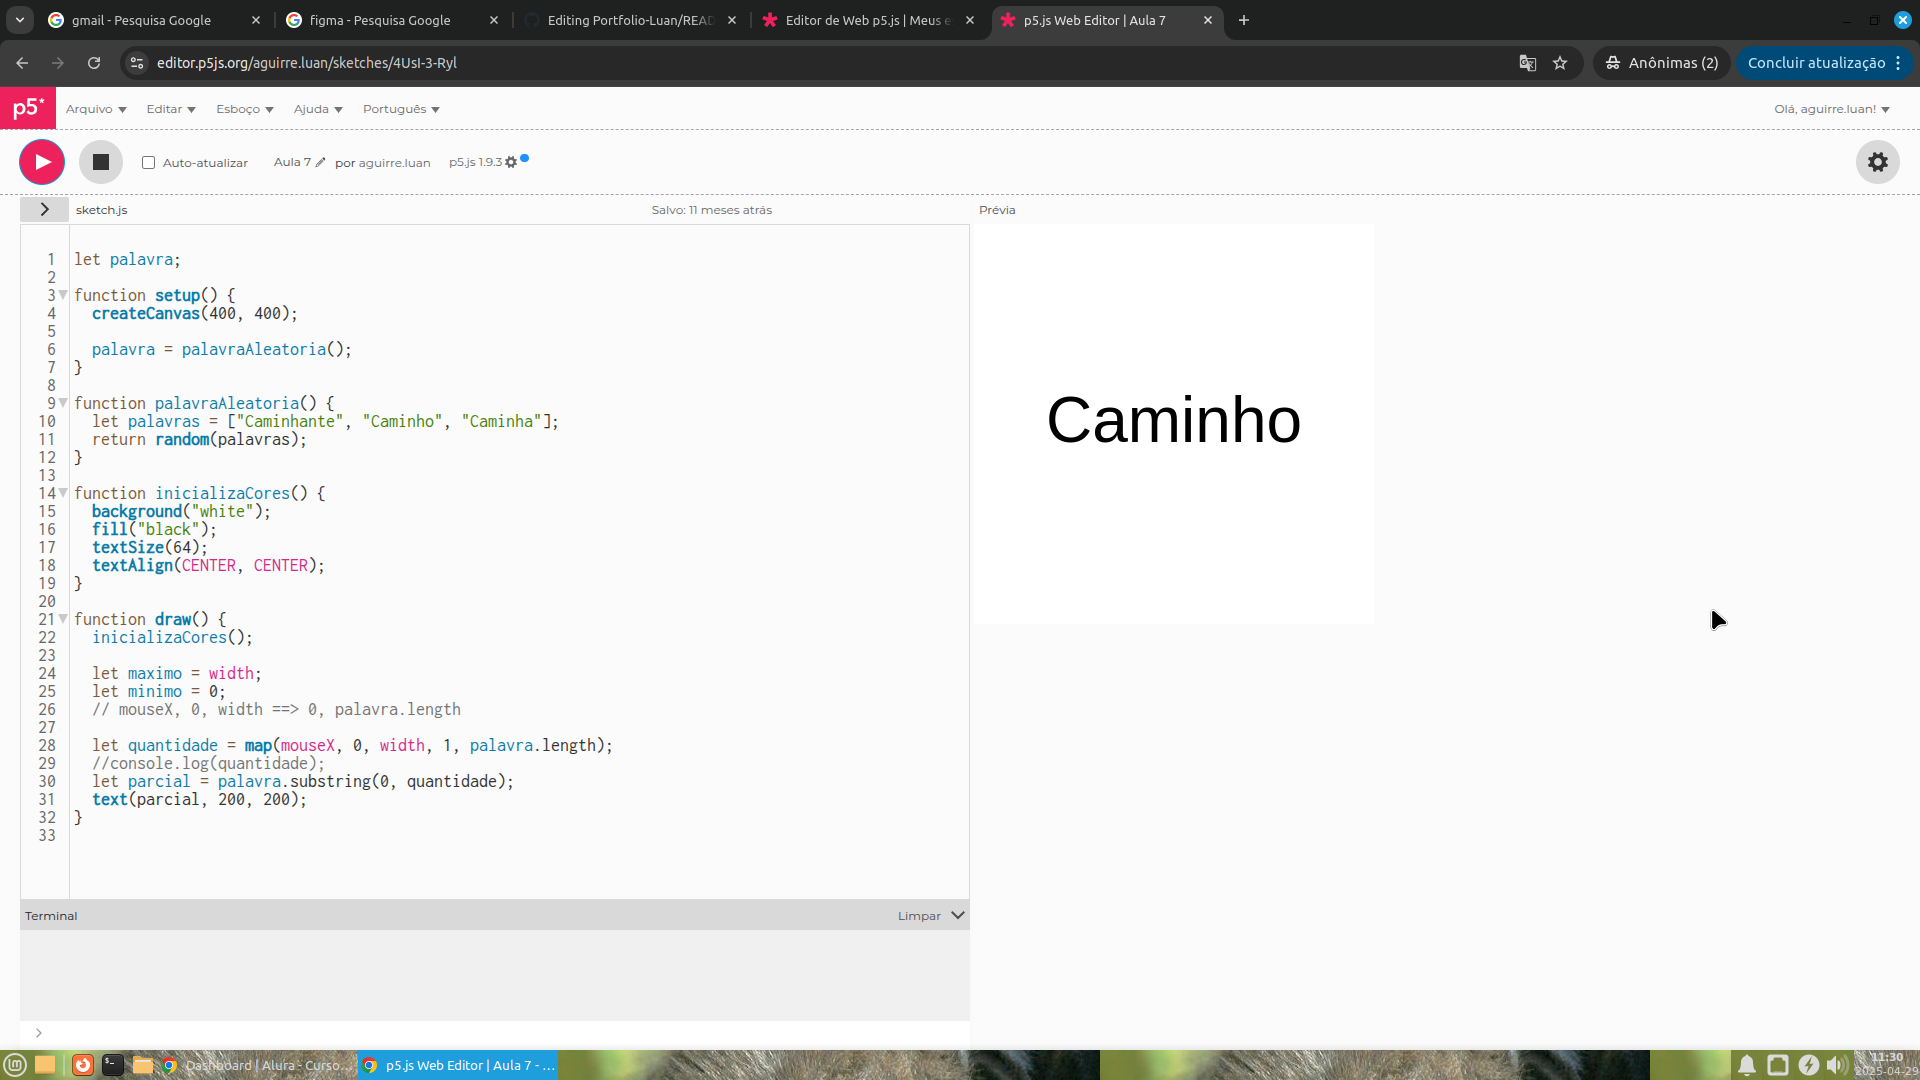 gmail - Pesquisa Google
figma - Pesquisa Google
Editing Portfolio-Luan/READ
Editor de Web p5.js | Meus e
p5.js Web Editor | Aula 7
editor.p5js.org/aguirre.luan/sketches/4UsI-3-Ryl
Anônimas (2)
Concluir atualização
p5*
Arquivo
Editar
Esboço
Ajuda
Português
Olá, aguirre.luan!
Auto-atualizar
Aula 7
por aguirre.luan
p5.js 1.9.3
sketch.js
Salvo: 11 meses atrás
Prévia
1 let palavra;
2
3 function setup() {
4 createCanvas(400, 400);
5
6 palavra = palavraAleatoria();
7 }
8
9 function palavraAleatoria() {
10 let palavras = ["Caminhante", "Caminho", "Caminha"];
11 return random(palavras);
12 }
13
14 function inicializaCores() {
15 background("white");
16 fill("black");
17 textSize(64);
18 textAlign(CENTER, CENTER);
19 }
20
21 function draw() {
22 inicializaCores();
23
24 let maximo = width;
25 let minimo = 0;
26 // mouseX, 0, width ==> 0, palavra.length
27
28 let quantidade = map(mouseX, 0, width, 1, palavra.length);
29 //console.log(quantidade);
30 let parcial = palavra.substring(0, quantidade);
31 text(parcial, 200, 200);
32 }
33
Caminho
Terminal
Limpar
>
Dashboard | Alura - Curso...
p5.js Web Editor | Aula 7 - ...
11:30
2025-04-29